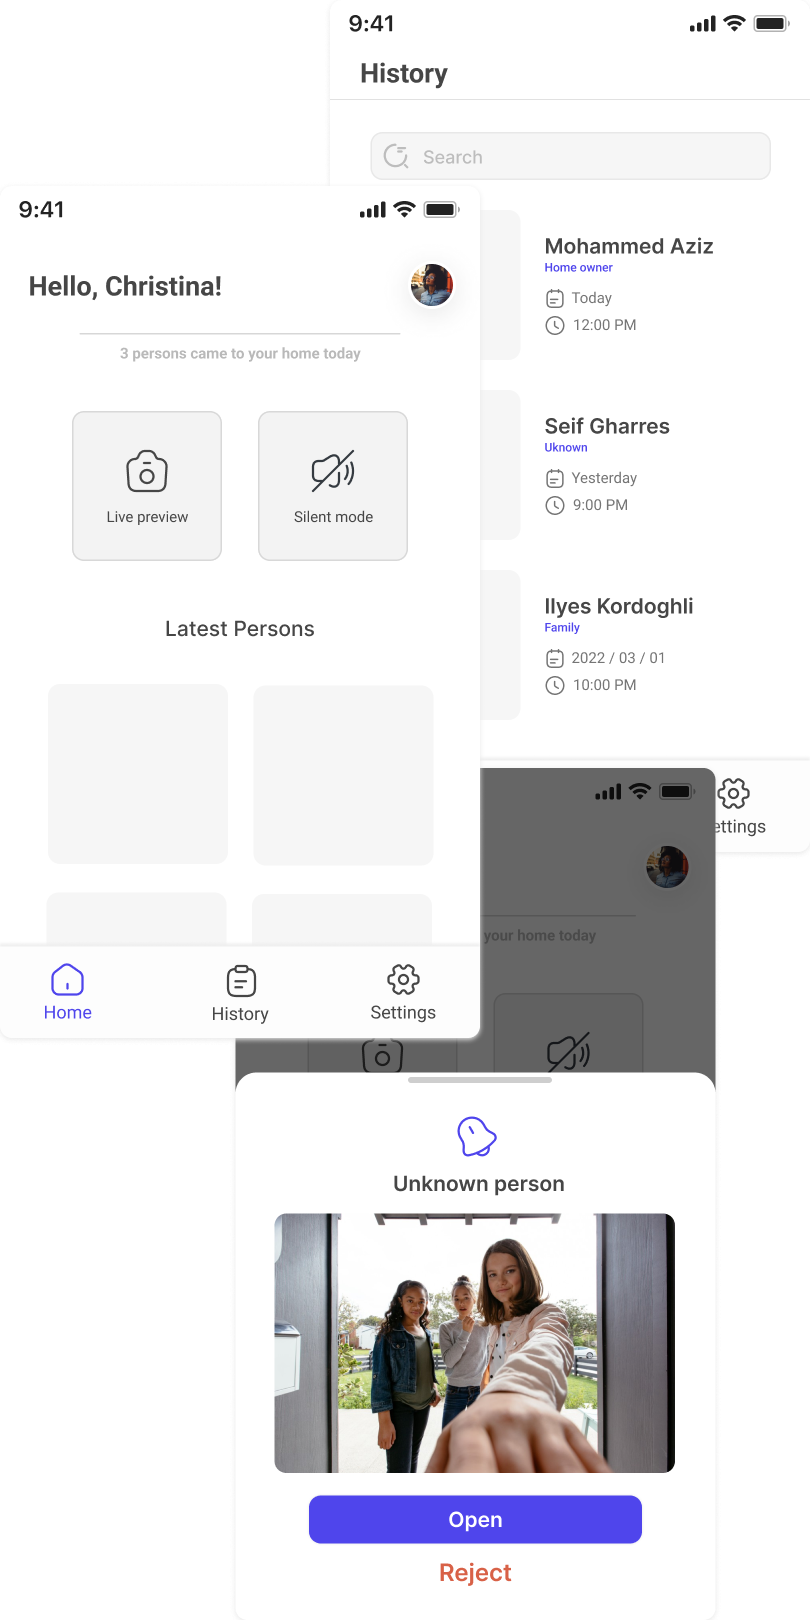 9:41
History
Search
Mohammed Aziz
Home owner
Today
12:00 PM
Seif Gharres
Uknown
Yesterday
9:00 PM
Ilyes Kordoghli
Family
2022 / 03 / 01
10:00 PM
ettings
9:41
Hello, Christina!
3 persons came to your home today
Live preview
Silent mode
Latest Persons
Home
History
Settings
your home today
Unknown person
Open
Reject